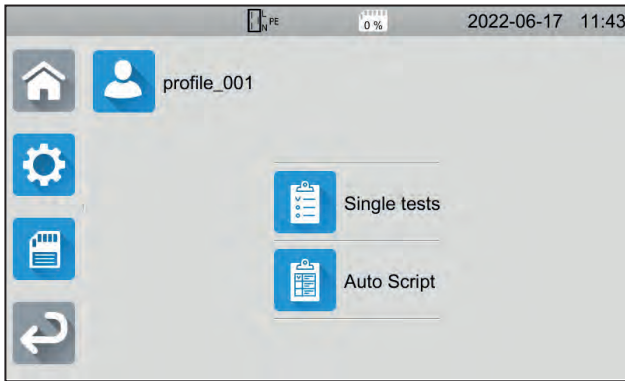 L N PE 0 % 2022-06-17 11:43
profile_001
Single tests
Auto Script